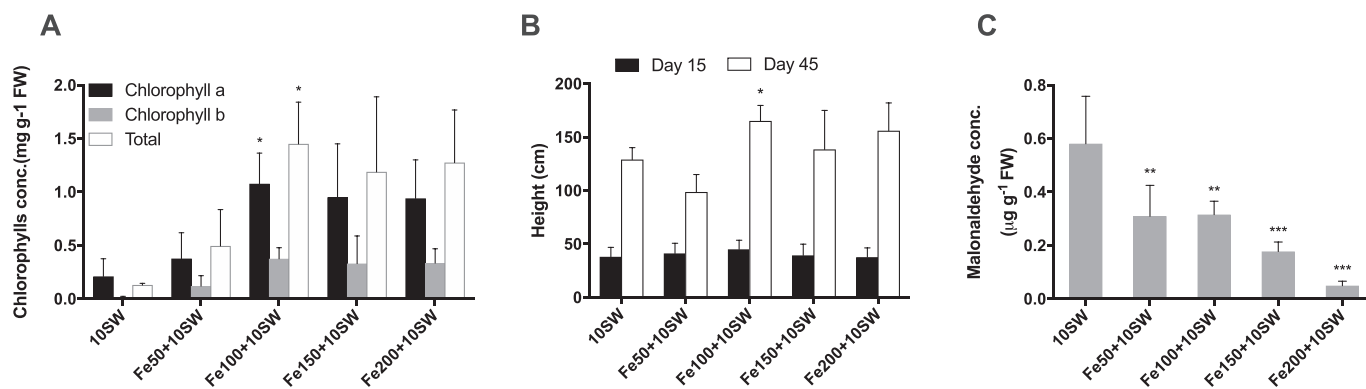 A
Chlorophylls conc.(mg g-1 FW)
2.0
1.5
1.0
0.5
0.0
Chlorophyll a
Chlorophyll b
Total
*
*
10SW
Fe50+10SW
Fe100+10SW
Fe150+10SW
Fe200+10SW
B
Day 15
Day 45
Height (cm)
200
150
100
50
0
*
10SW
Fe50+10SW
Fe100+10SW
Fe150+10SW
Fe200+10SW
C
Malonaldehyde conc.
(µg g⁻¹ FW)
0.8
0.6
0.4
0.2
0.0
**
**
***
***
10SW
Fe50+10SW
Fe100+10SW
Fe150+10SW
Fe200+10SW